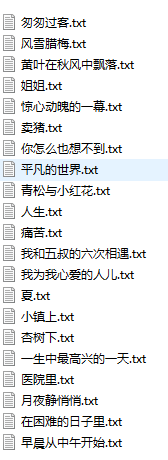 匆匆过客.txt
风雪腊梅.txt
黄叶在秋风中飘落.txt
姐姐.txt
惊心动魄的一幕.txt
卖猪.txt
你怎么也想不到.txt
平凡的世界.txt
青松与小红花.txt
人生.txt
痛苦.txt
我和五叔的六次相遇.txt
我为我心爱的人儿.txt
夏.txt
小镇上.txt
杏树下.txt
一生中最高兴的一天.txt
医院里.txt
月夜静悄悄.txt
在困难的日子里.txt
早晨从中午开始.txt